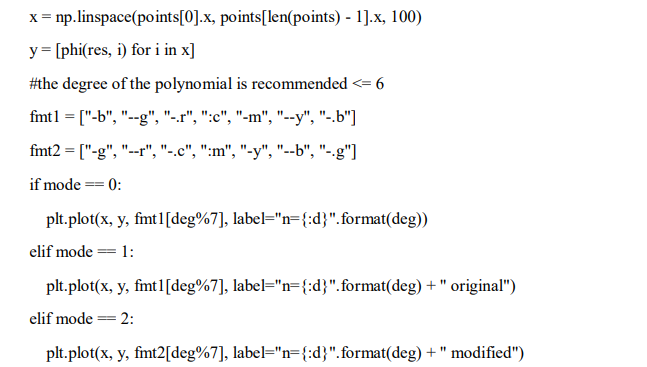 x = np.linspace(points[0].x, points[len(points) - 1].x, 100)
y = [phi(res, i) for i in x]
#the degree of the polynomial is recommended <= 6
fmt1 = ["-b", "--g", "-.r", ":c", "-m", "--y", "-.b"]
fmt2 = ["-g", "--r", "-.c", ":m", "-y", "--b", "-.g"]
if mode == 0:
plt.plot(x, y, fmt1[deg%7], label="n={:d}".format(deg))
elif mode == 1:
plt.plot(x, y, fmt1[deg%7], label="n={:d}".format(deg) + " original")
elif mode == 2:
plt.plot(x, y, fmt2[deg%7], label="n={:d}".format(deg) + " modified")